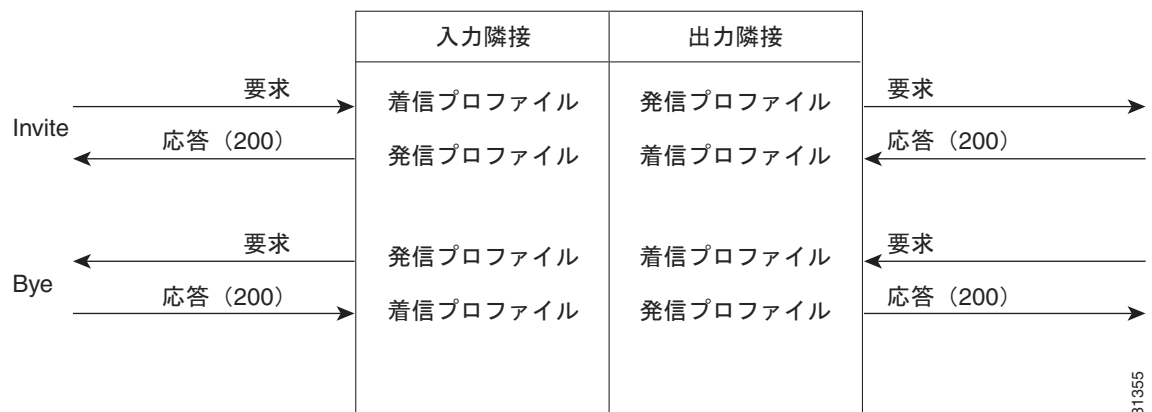 入力隣接 出力隣接
要求 着信プロファイル 発信プロファイル 要求
Invite
応答（200） 発信プロファイル 着信プロファイル 応答（200）
要求 発信プロファイル 着信プロファイル 要求
Bye
応答（200） 着信プロファイル 発信プロファイル 応答（200）